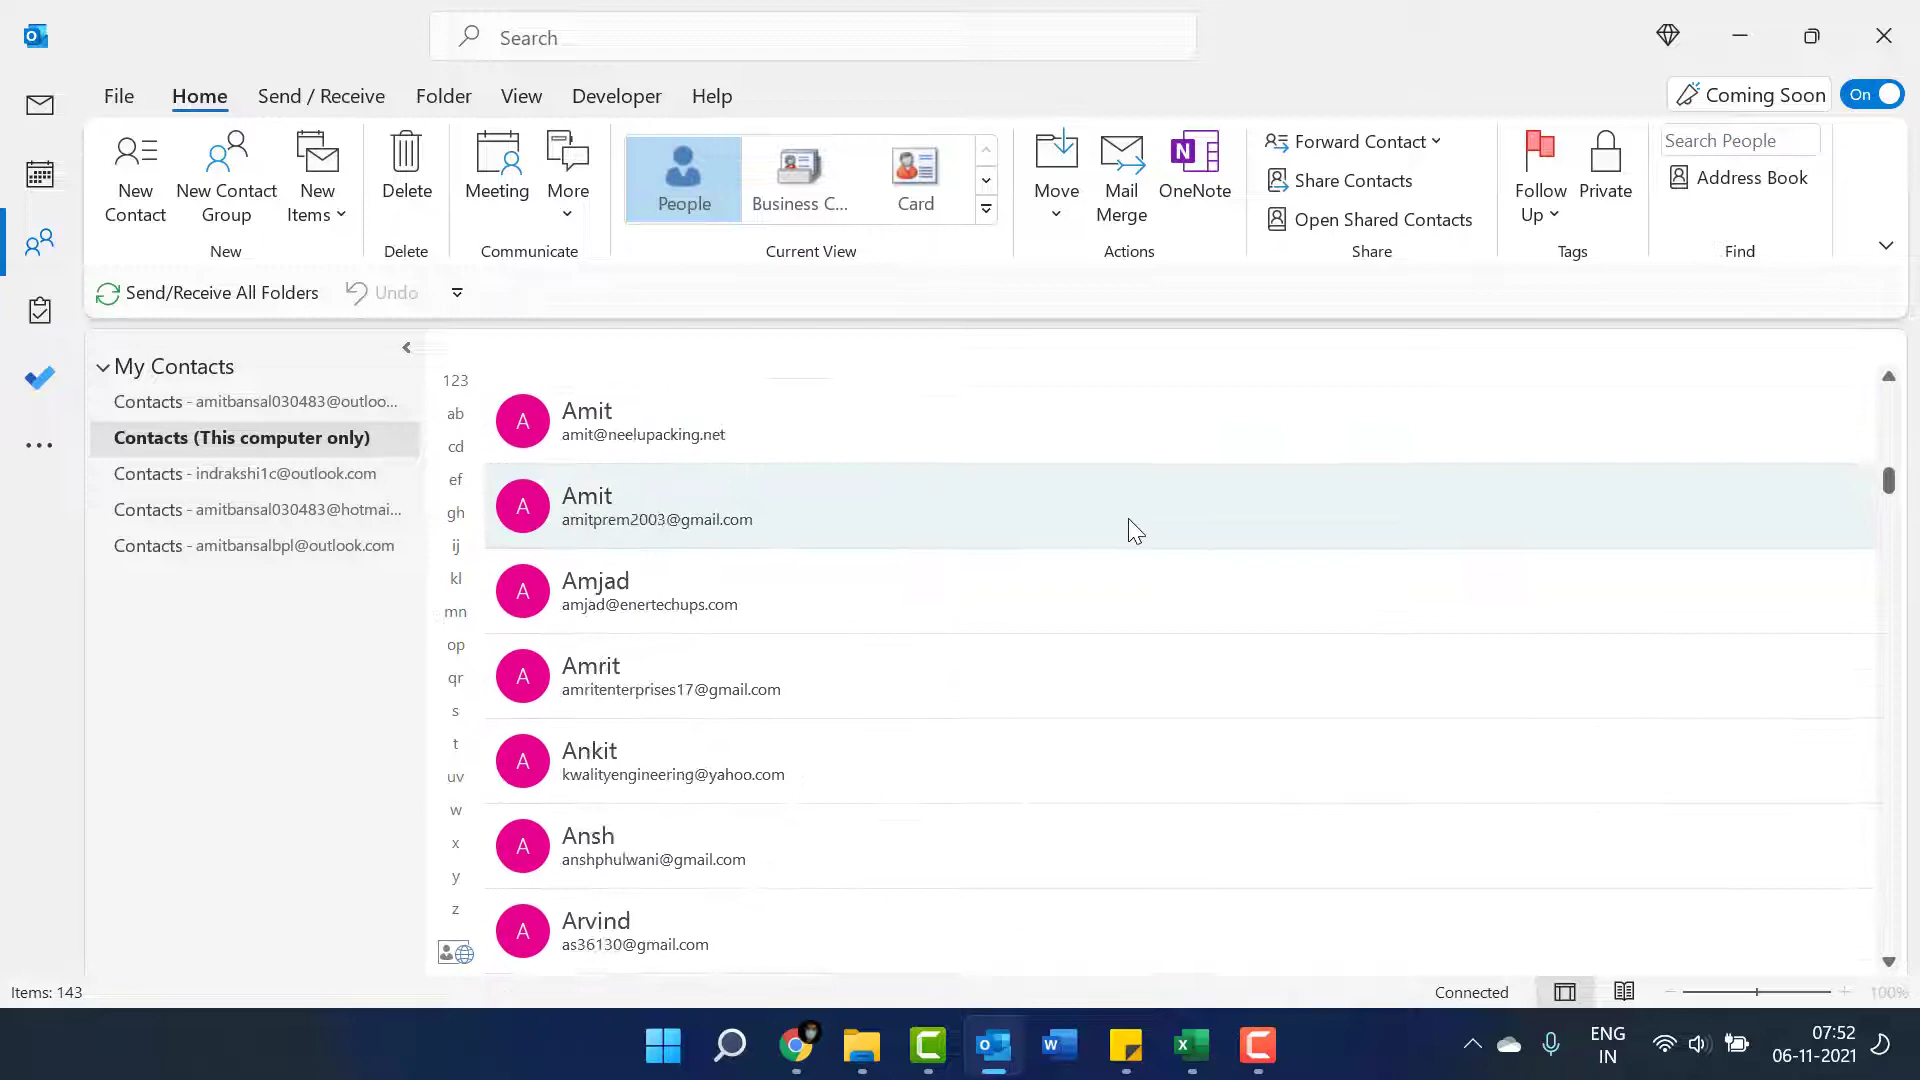 Search
File Home Send / Receive Folder View Developer Help
Coming Soon On
New Contact
New Contact Group
New Items
Delete
Meeting
More
People
Business C...
Card
Move
Mail Merge
OneNote
Forward Contact
Share Contacts
Open Shared Contacts
Follow Up
Private
Search People
Address Book
New Delete Communicate Current View Actions Share Tags Find
Send/Receive All Folders Undo
My Contacts
Contacts - amitbansal030483@outloo...
Contacts (This computer only)
Contacts - indrakshi1c@outlook.com
Contacts - amitbansal030483@hotmai...
Contacts - amitbansalbpl@outlook.com
123
ab
cd
ef
gh
ij
kl
mn
op
qr
s
t
uv
w
x
y
z
A Amit
amit@neelupacking.net
A Amit
amitprem2003@gmail.com
A Amjad
amjad@enertechups.com
A Amrit
amritenterprises17@gmail.com
A Ankit
kwalityengineering@yahoo.com
A Ansh
anshphulwani@gmail.com
A Arvind
as36130@gmail.com
Items: 143
Connected
100%
ENG
IN
07:52
06-11-2021